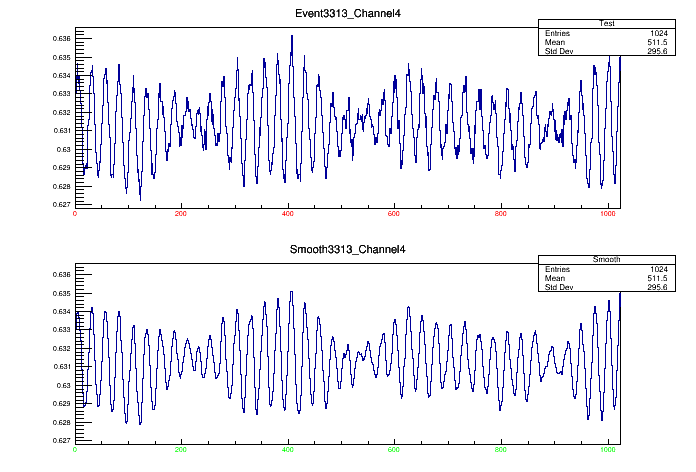 Event3313_Channel4
Test
Entries 1024
Mean 511.5
Std Dev 295.6
0.636
0.635
0.634
0.633
0.632
0.631
0.63
0.629
0.628
0.627
0 200 400 600 800 1000
Smooth3313_Channel4
Smooth
Entries 1024
Mean 511.5
Std Dev 295.6
0.636
0.635
0.634
0.633
0.632
0.631
0.63
0.629
0.628
0.627
0 200 400 600 800 1000